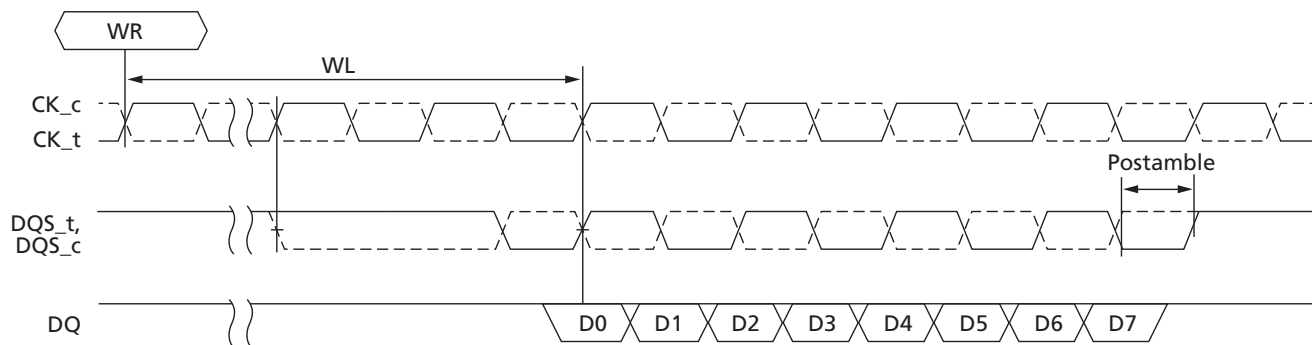 WR
WL
CK_c
CK_t
Postamble
DQS_t,
DQS_c
DQ
D0 D1 D2 D3 D4 D5 D6 D7